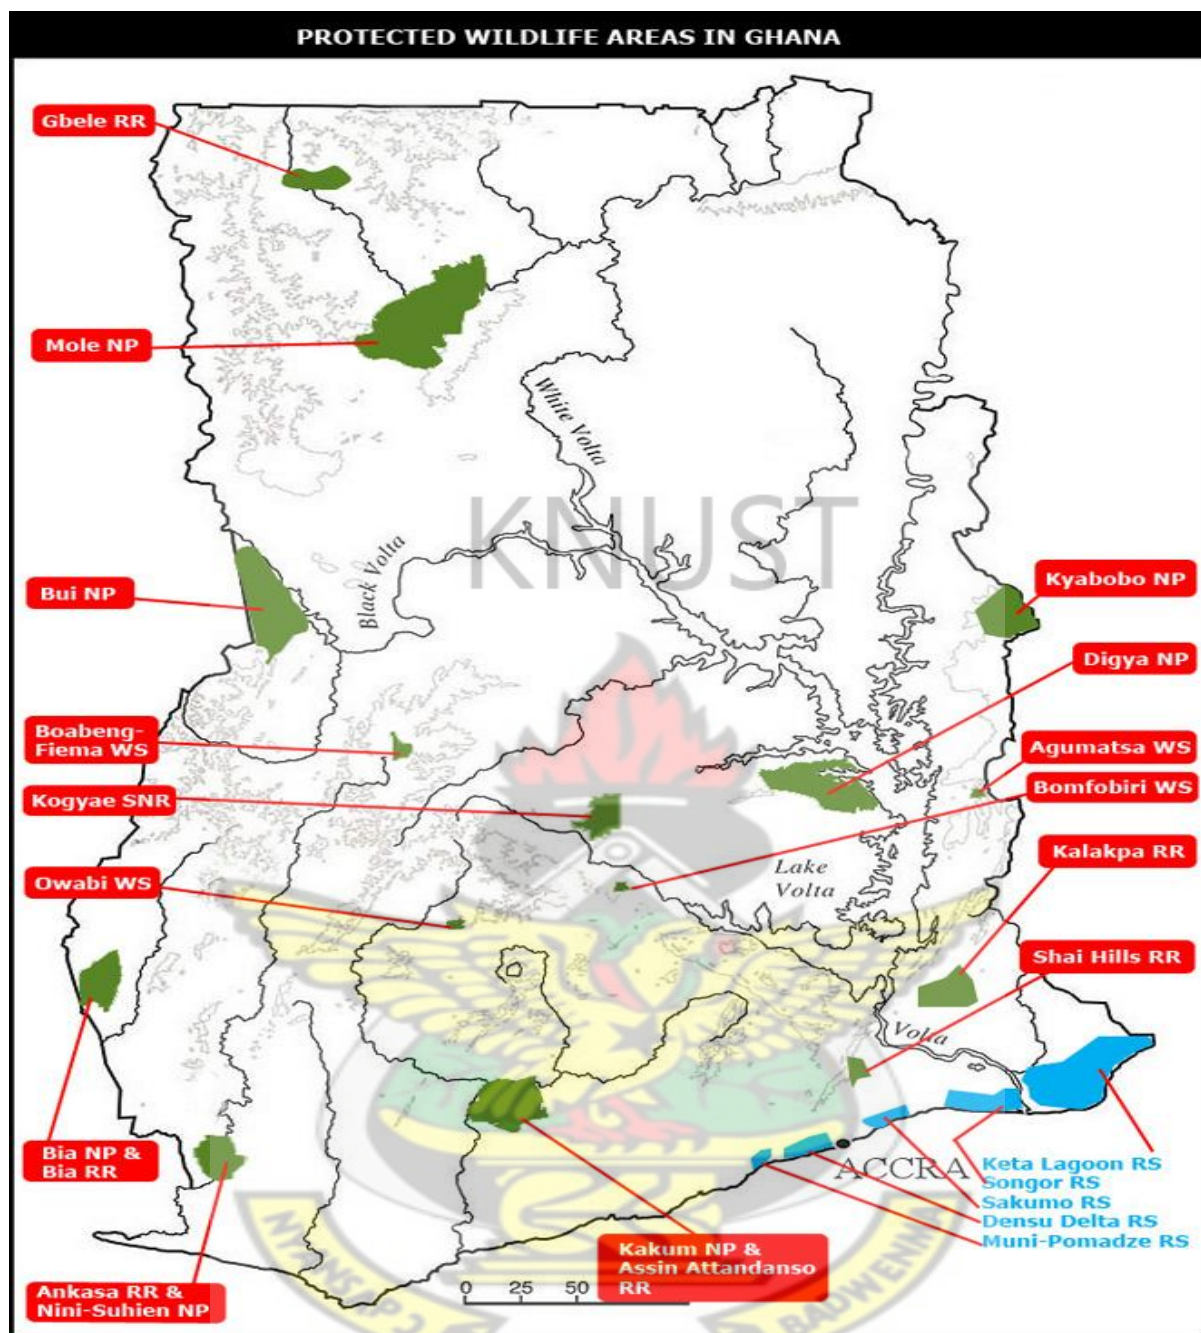 PROTECTED WILDLIFE AREAS IN GHANA
Gbele RR
Mole NP
White Volta
KNUST
Black Volta
Bui NP
Kyabobo NP
Digya NP
Boabeng-
Fiema WS
Agumatsa WS
Bomfobiri WS
Kogyae SNR
Kalakpa RR
Lake
Volta
Owabi WS
Shai Hills RR
Volta
Bia NP &
Bia RR
ACCRA
Keta Lagoon RS
Songor RS
Sakumo RS
Densu Delta RS
Muni-Pomadze RS
Kakum NP &
Assin Attandanso
RR
Ankasa RR &
Nini-Suhien NP
0 25 50
NYANSAPO
BADWENMA